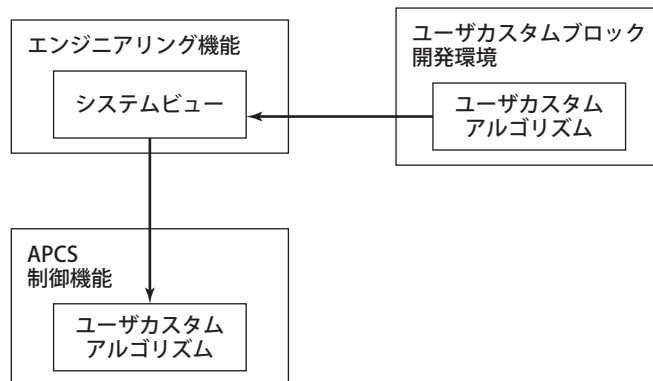 エンジニアリング機能
システムビュー
ユーザカスタムブロック
開発環境
ユーザカスタム
アルゴリズム
APCS
制御機能
ユーザカスタム
アルゴリズム